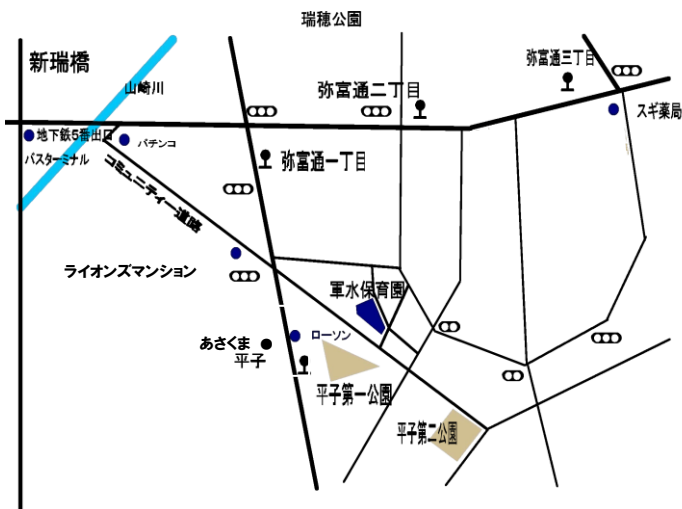 瑞穂公園
新瑞橋
弥富通三丁目
山崎川
弥富通二丁目
スギ薬局
地下鉄5番出口
パチンコ
バスターミナル
弥富通一丁目
コミュニティー道路
ライオンズマンション
軍水保育園
ローソン
あさくま
平子
平子第一公園
平子第二公園